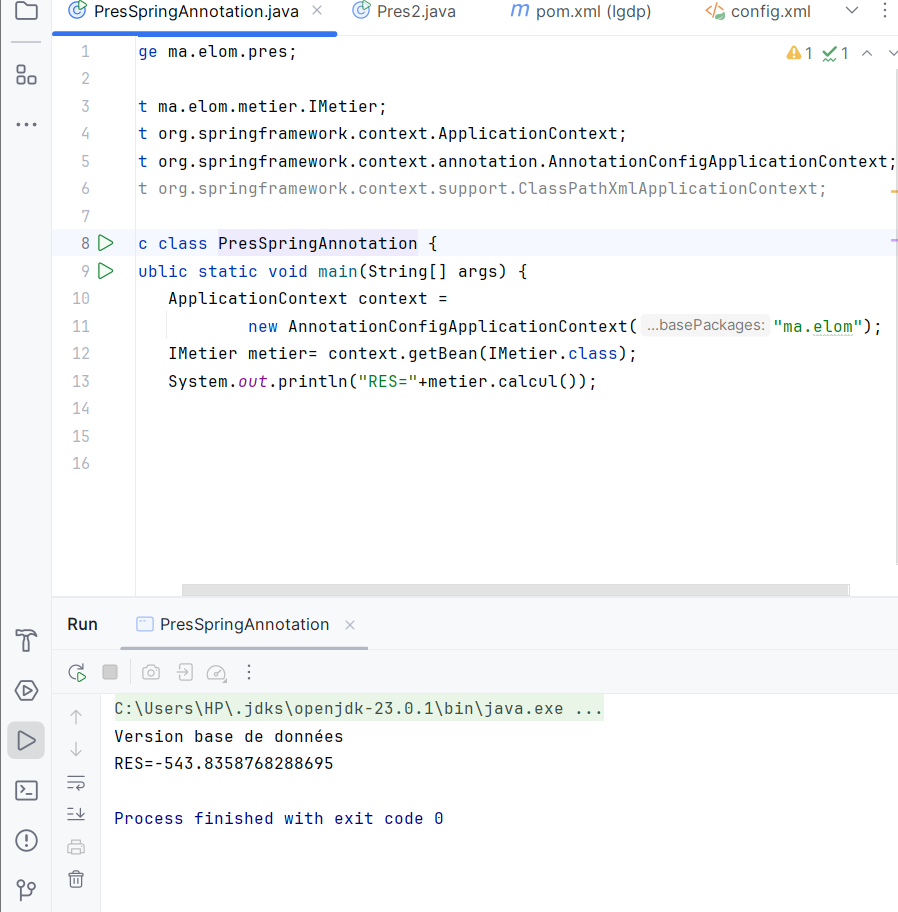 PresSpringAnnotation.java
Pres2.java
m pom.xml (lgdp)
config.xml
1 ge ma.elom.pres;
1 1
2
3 t ma.elom.metier.IMetier;
4 t org.springframework.context.ApplicationContext;
5 t org.springframework.context.annotation.AnnotationConfigApplicationContext;
6 t org.springframework.context.support.ClassPathXmlApplicationContext;
7
8 c class PresSpringAnnotation {
9 ublic static void main(String[] args) {
10 ApplicationContext context =
11 new AnnotationConfigApplicationContext( ...basePackages: "ma.elom");
12 IMetier metier= context.getBean(IMetier.class);
13 System.out.println("RES="+metier.calcul());
14
15
16
Run
PresSpringAnnotation
C:\Users\HP\.jdks\openjdk-23.0.1\bin\java.exe ...
Version base de données
RES=-543.8358768288695
Process finished with exit code 0